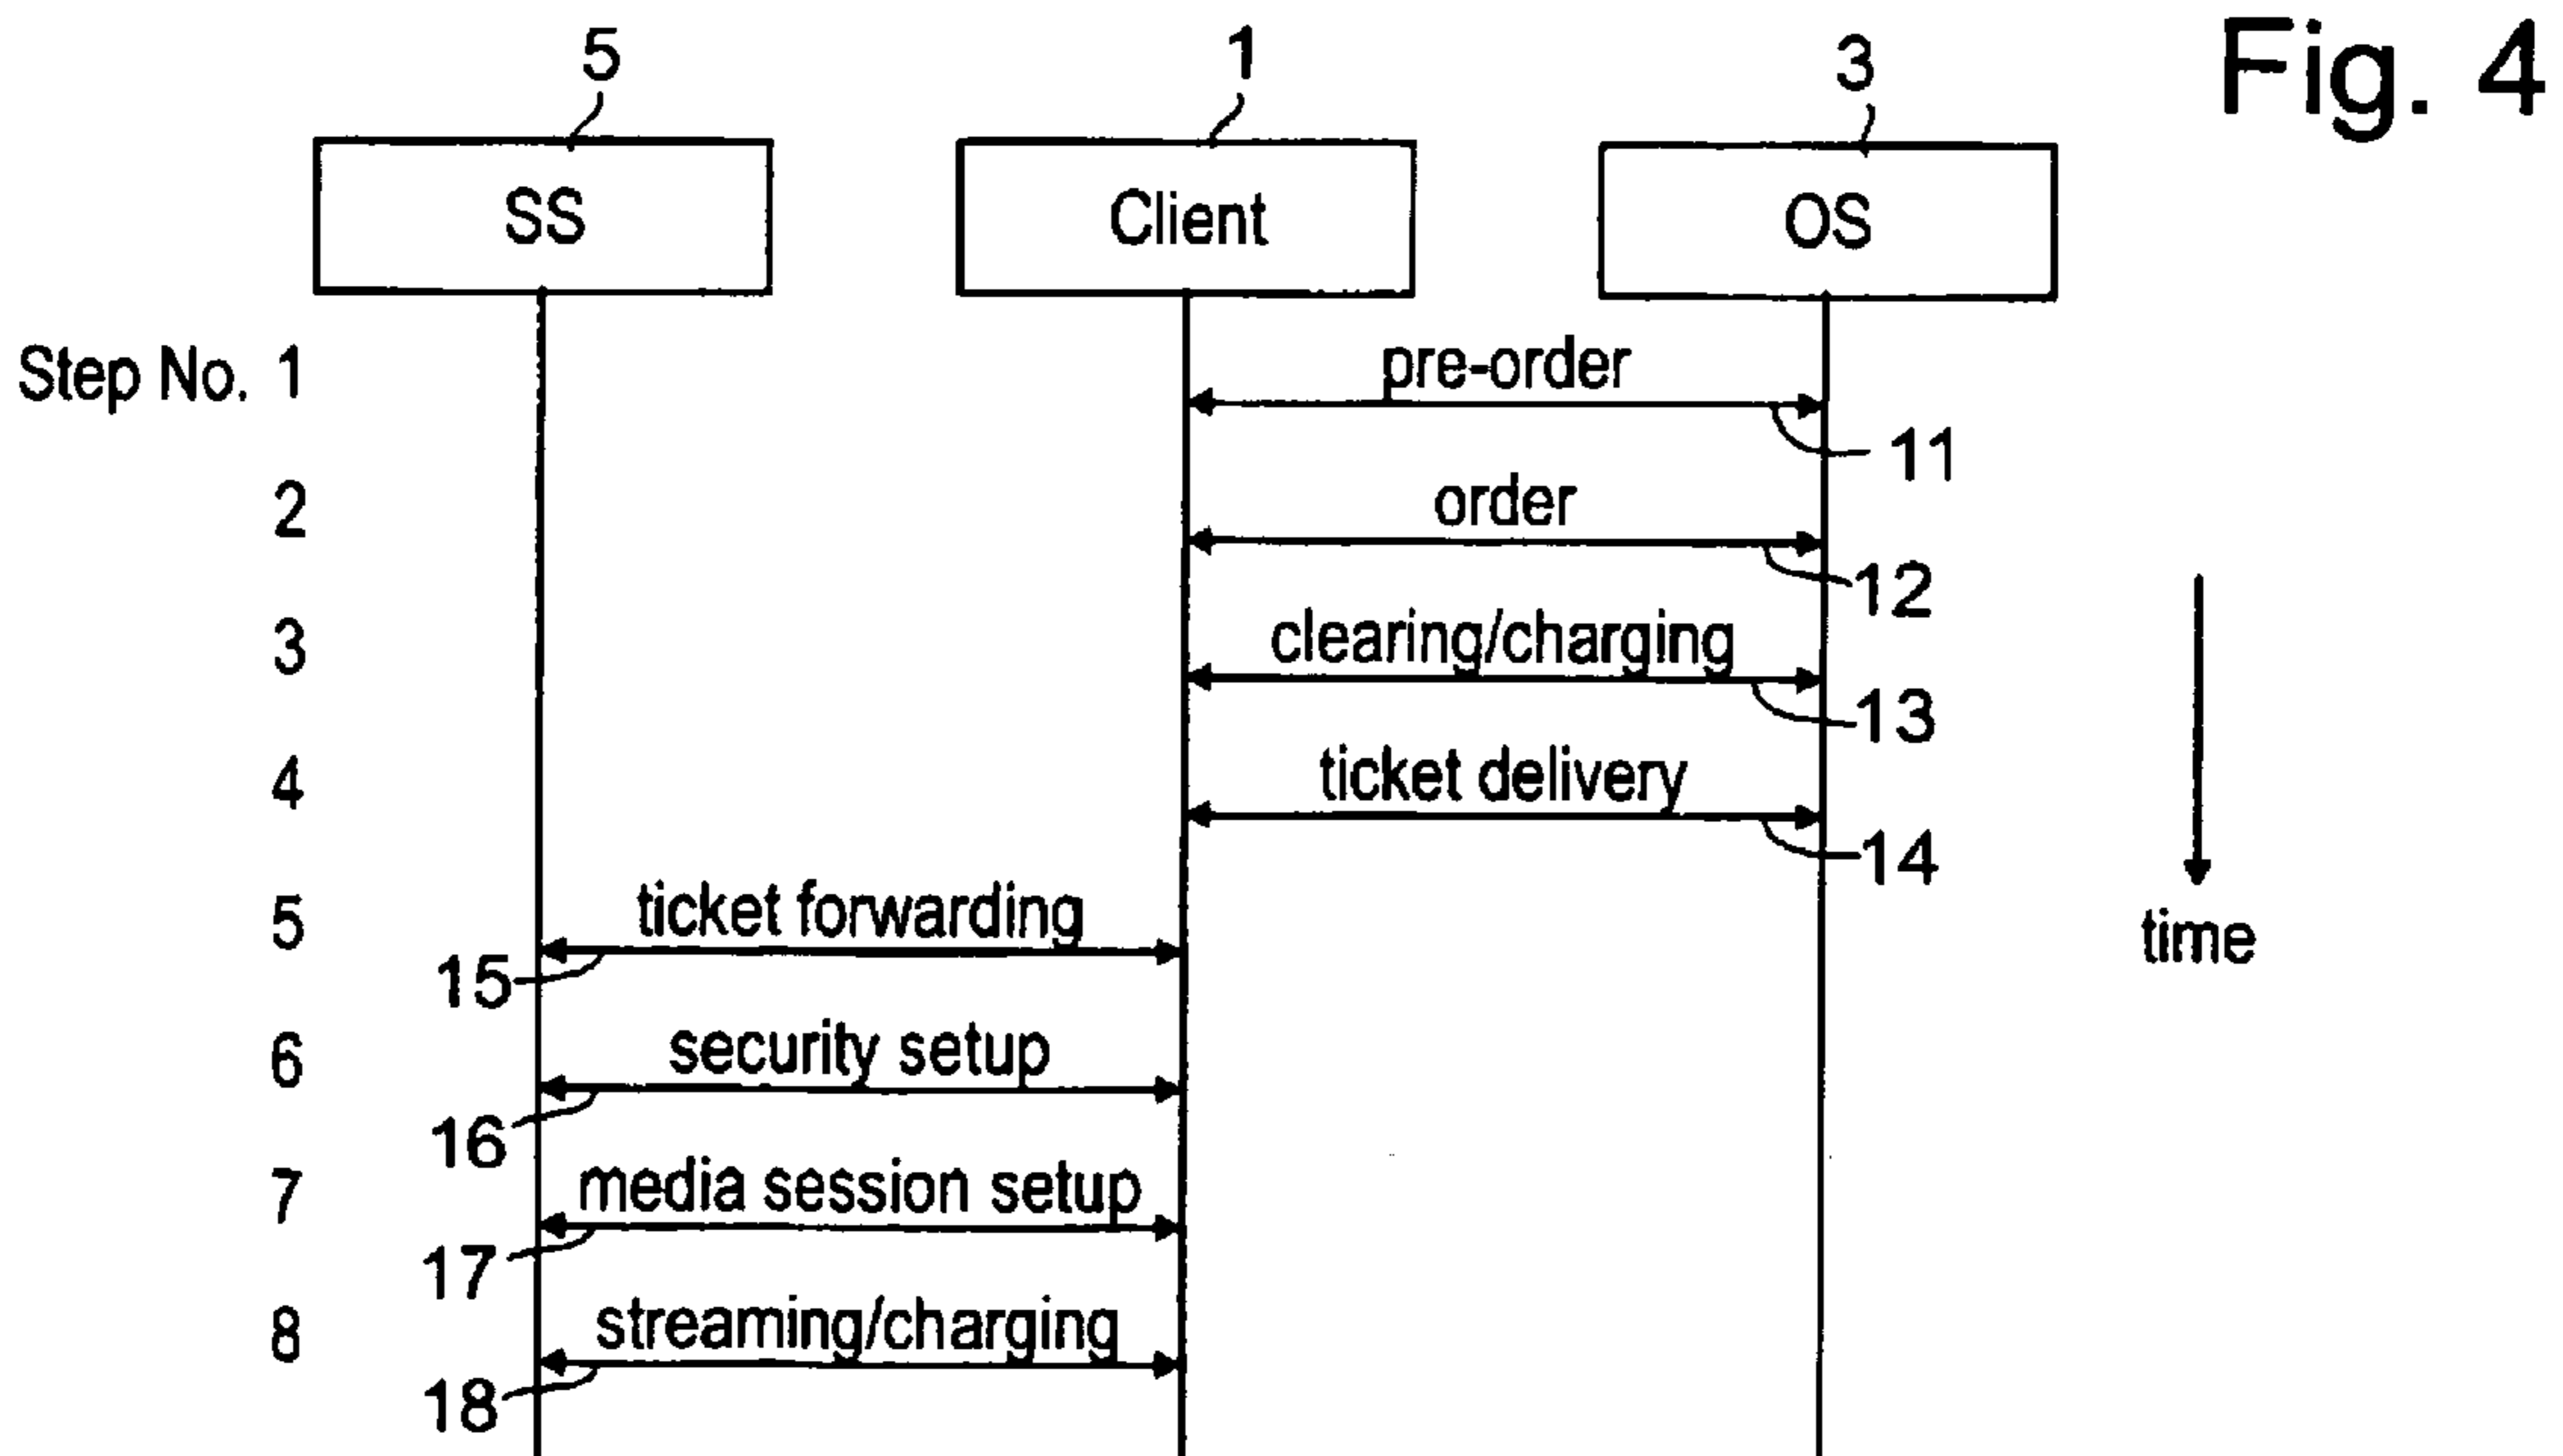 Fig. 4
5
1
3
SS
Client
OS
Step No. 1
pre-order
11
2
order
12
3
clearing/charging
13
4
ticket delivery
14
time
5
ticket forwarding
15
6
security setup
16
7
media session setup
17
8
streaming/charging
18